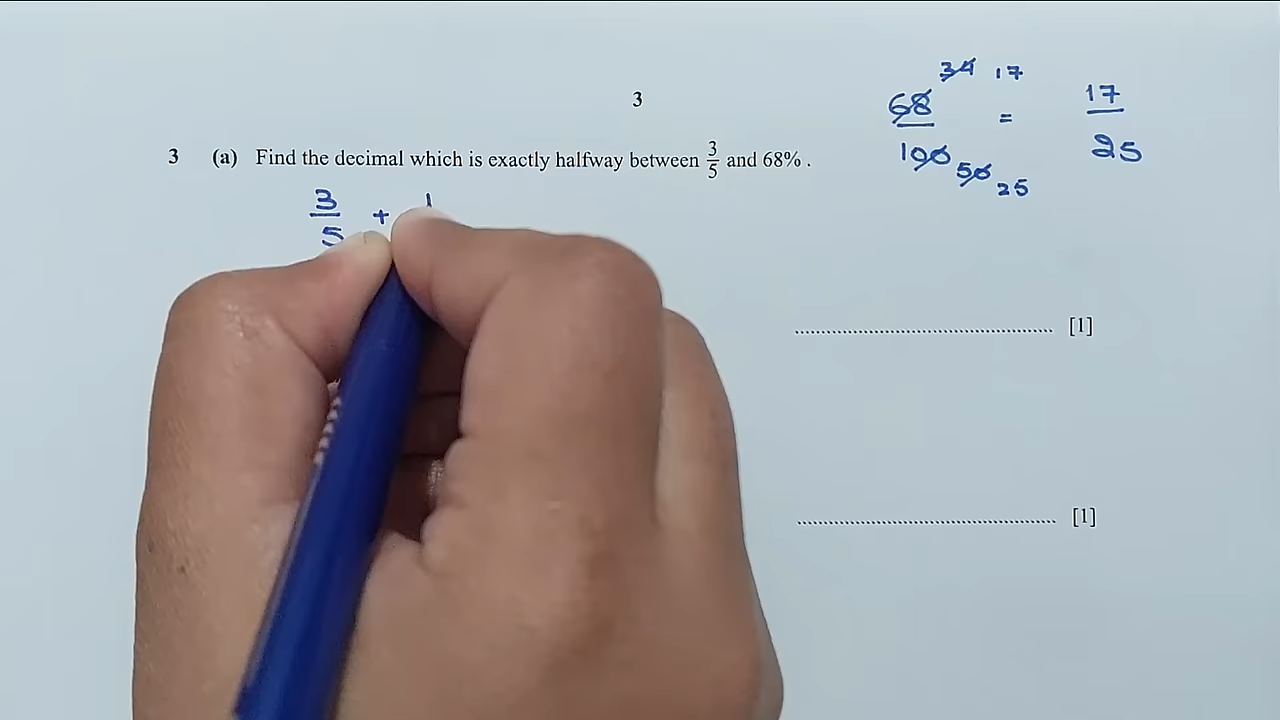 3
34 17
68 = 17
100 50 25 25
3 (a) Find the decimal which is exactly halfway between 3/5 and 68% .
3/5 +
.................................................... [1]
.................................................... [1]